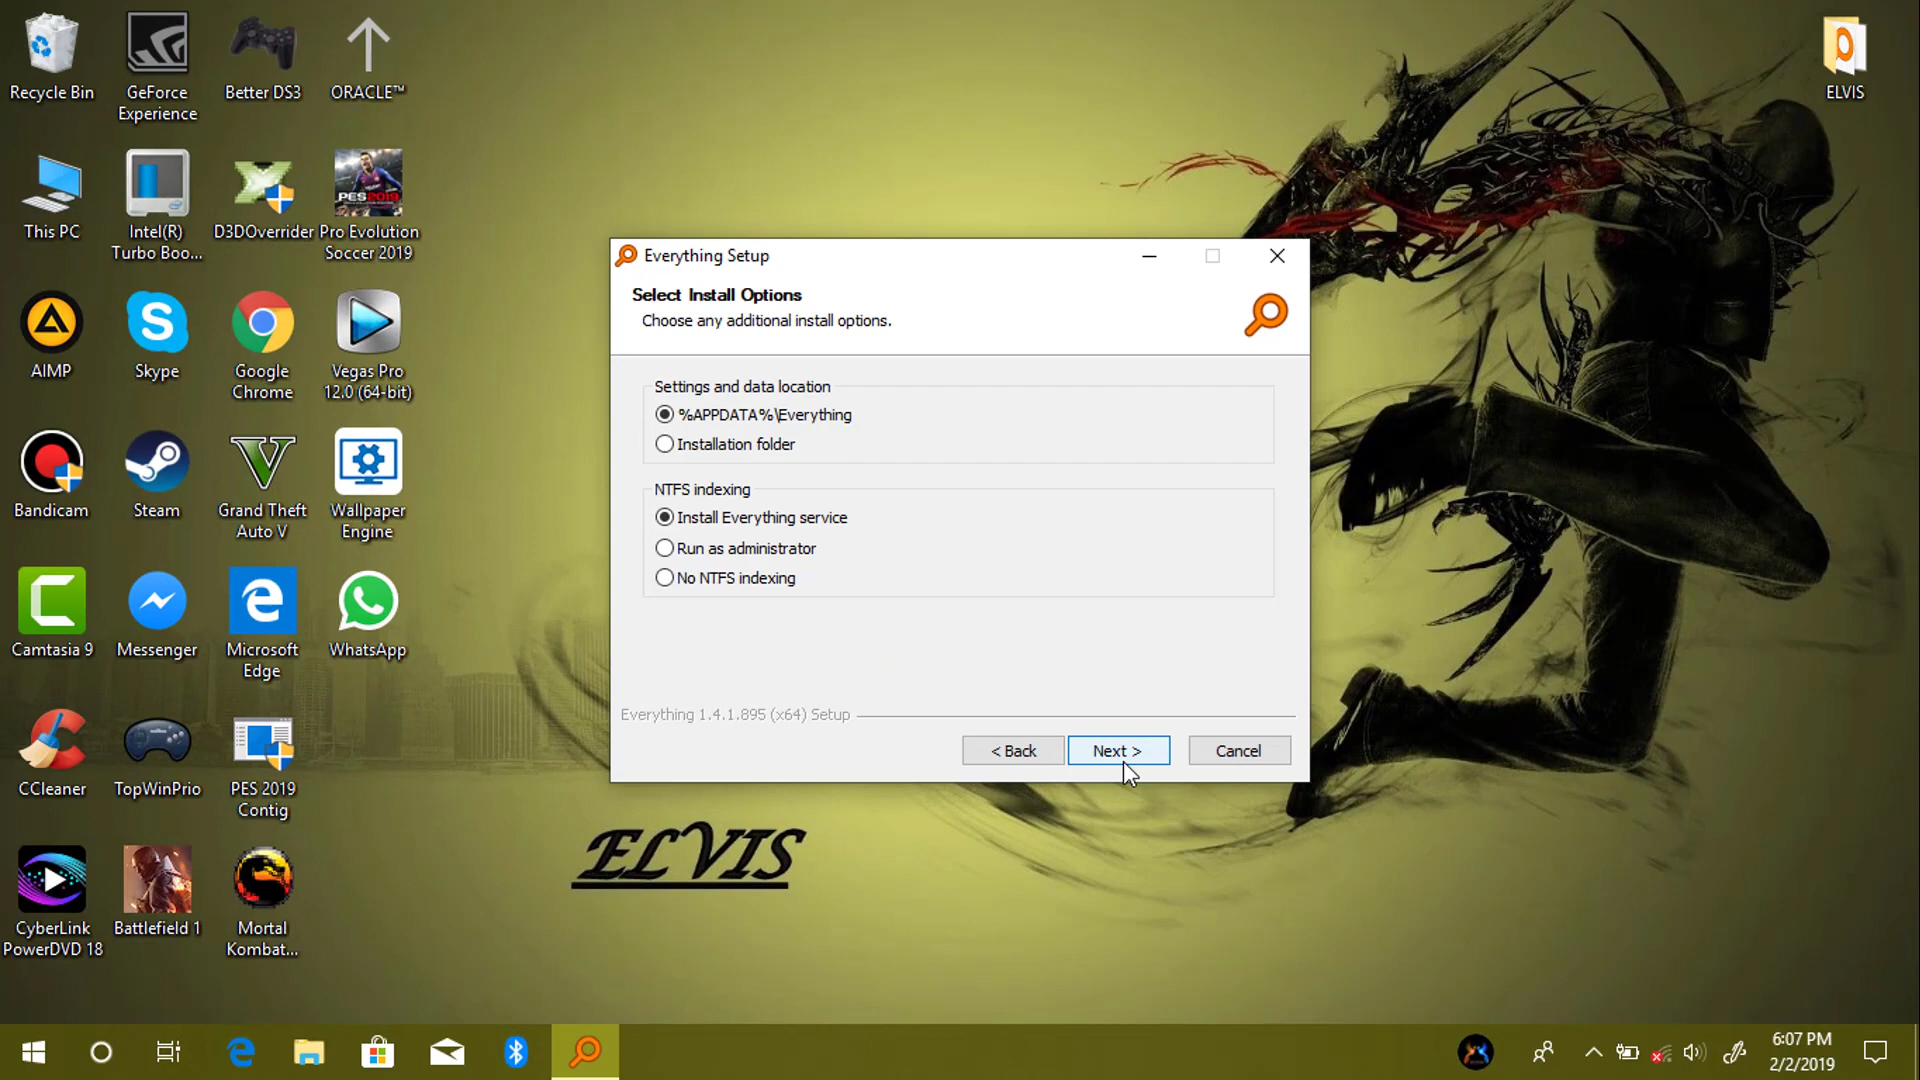 Recycle Bin
GeForce
Experience
Better DS3
ORACLE™
ELVIS
This PC
Intel(R)
Turbo Boo...
D3DOverrider
PES2019
Pro Evolution
Soccer 2019
AIMP
Skype
Google
Chrome
Vegas Pro
12.0 (64-bit)
Bandicam
Steam
Grand Theft
Auto V
Wallpaper
Engine
Camtasia 9
Messenger
Microsoft
Edge
WhatsApp
CCleaner
TopWinPrio
PES 2019
Contig
CyberLink
PowerDVD 18
Battlefield 1
Mortal
Kombat...
Everything Setup
Select Install Options
Choose any additional install options.
Settings and data location
%APPDATA%\Everything
Installation folder
NTFS indexing
Install Everything service
Run as administrator
No NTFS indexing
Everything 1.4.1.895 (x64) Setup
< Back
Next >
Cancel
ELVIS
6:07 PM
2/2/2019